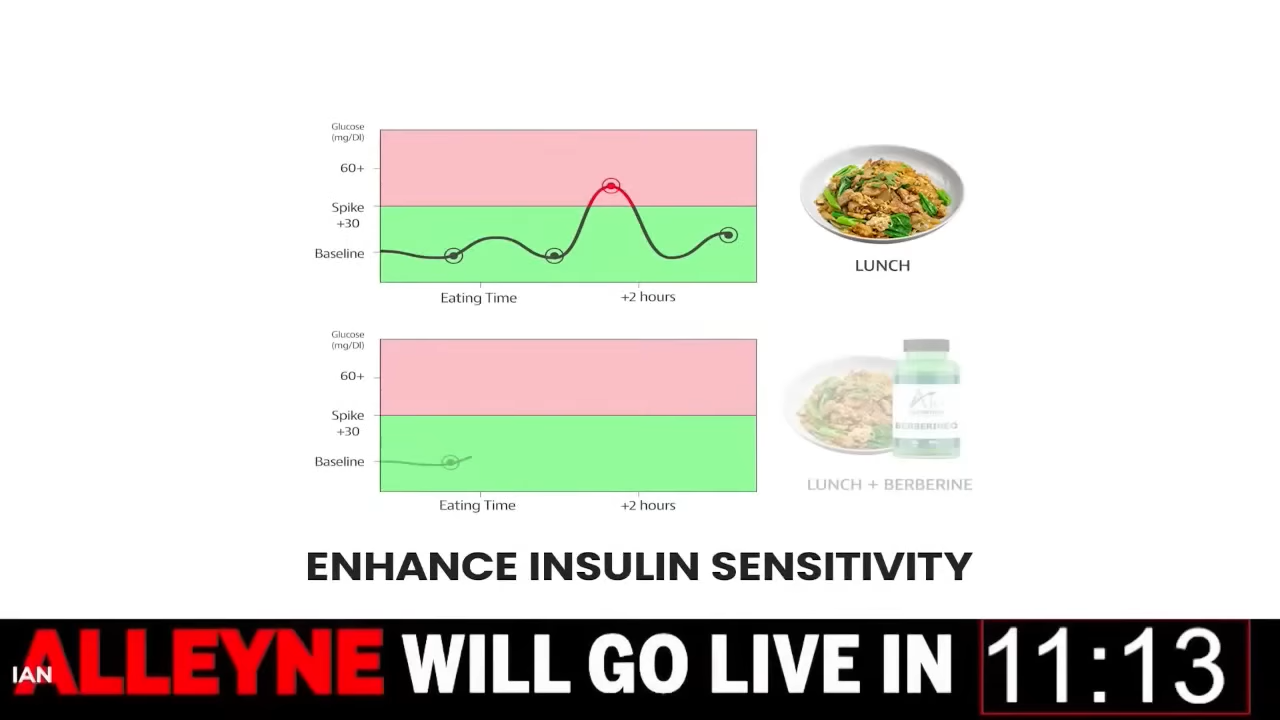 Glucose
(mg/Dl)
60+
Spike
+30
Baseline
Eating Time
+2 hours
LUNCH
Glucose
(mg/Dl)
60+
Spike
+30
Baseline
Eating Time
+2 hours
LUNCH + BERBERINE
ENHANCE INSULIN SENSITIVITY
IAN ALLEYNE WILL GO LIVE IN 11:13